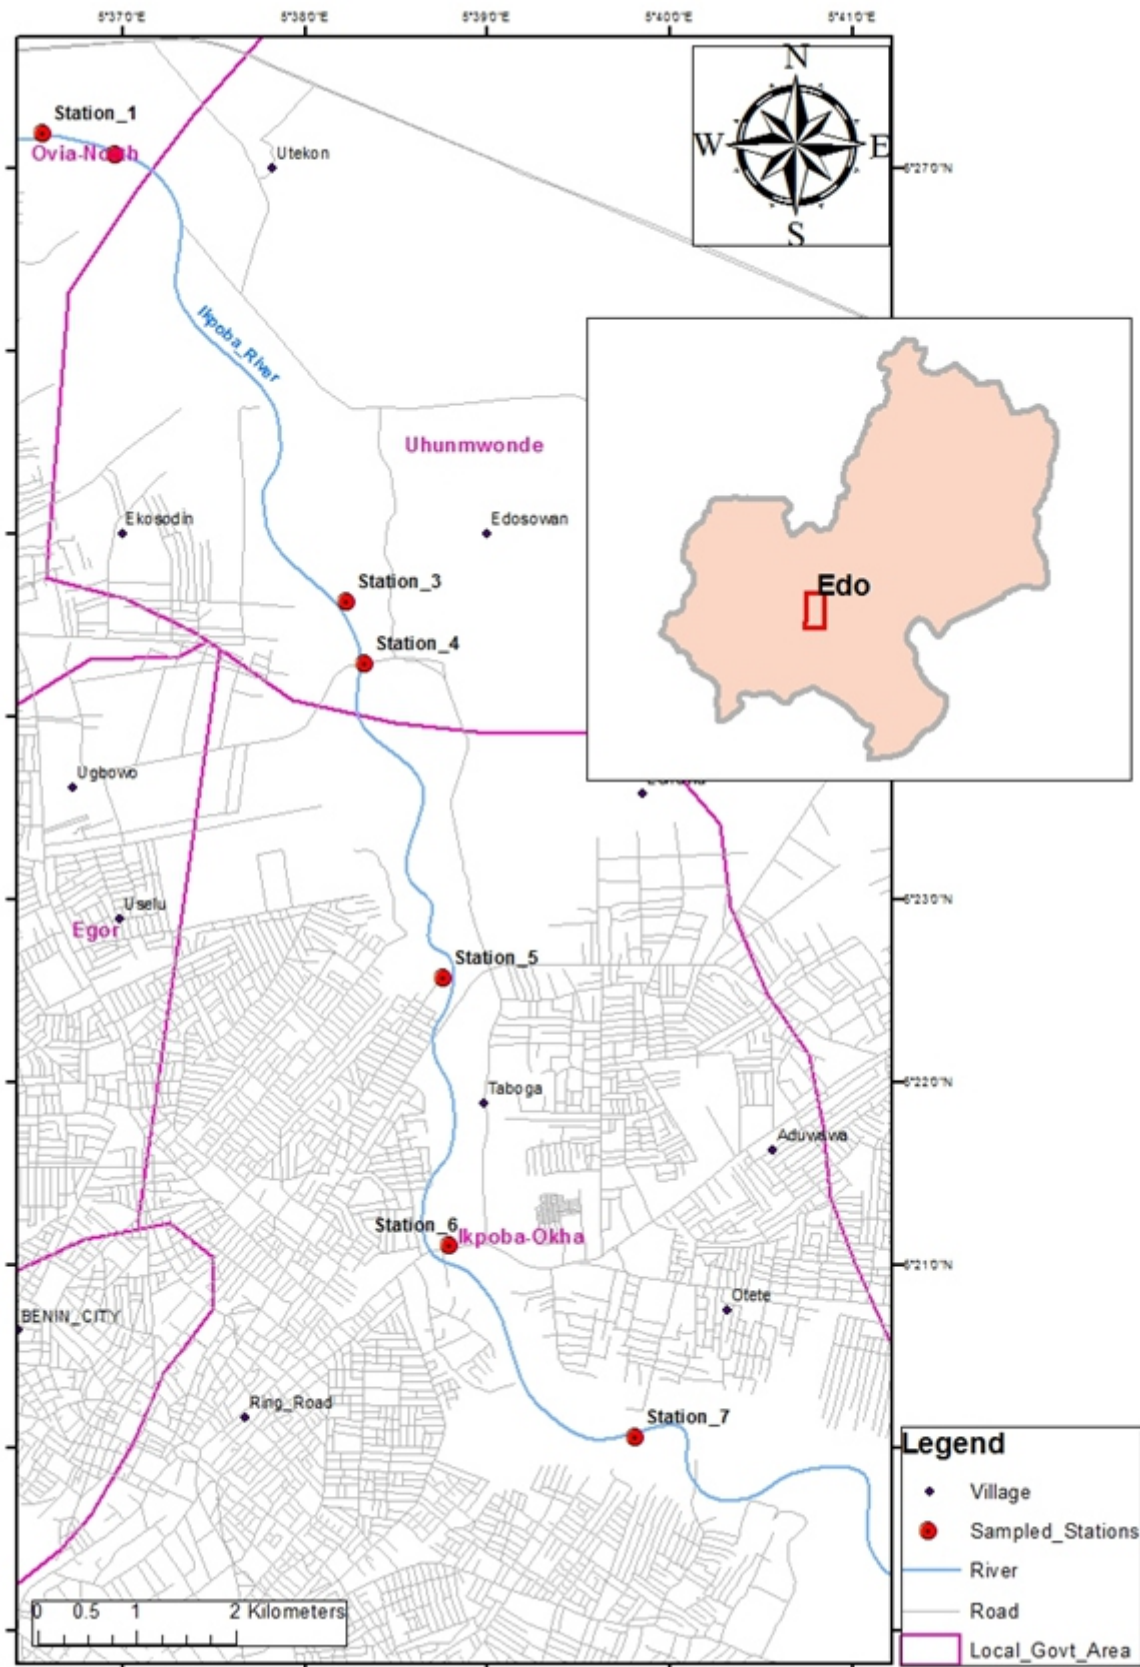 5°37'0"E 5°38'0"E 5°39'0"E 5°40'0"E 5°41'0"E
N
W E
S
Station_1
Ovia-North
Utekon
6°27'0"N
Ikpoba_River
Uhunmwonde
Ekosodin
Edosowan
Edo
Station_3
Station_4
Ugbowo
Uselu
Egor
6°23'0"N
Station_5
6°22'0"N
Taboga
Aduwawa
Station_6
Ikpoba-Okha
6°21'0"N
Otete
BENIN_CITY
Ring_Road
Station_7
Legend
Village
Sampled_Stations
River
Road
Local_Govt_Area
0 0.5 1 2 Kilometers